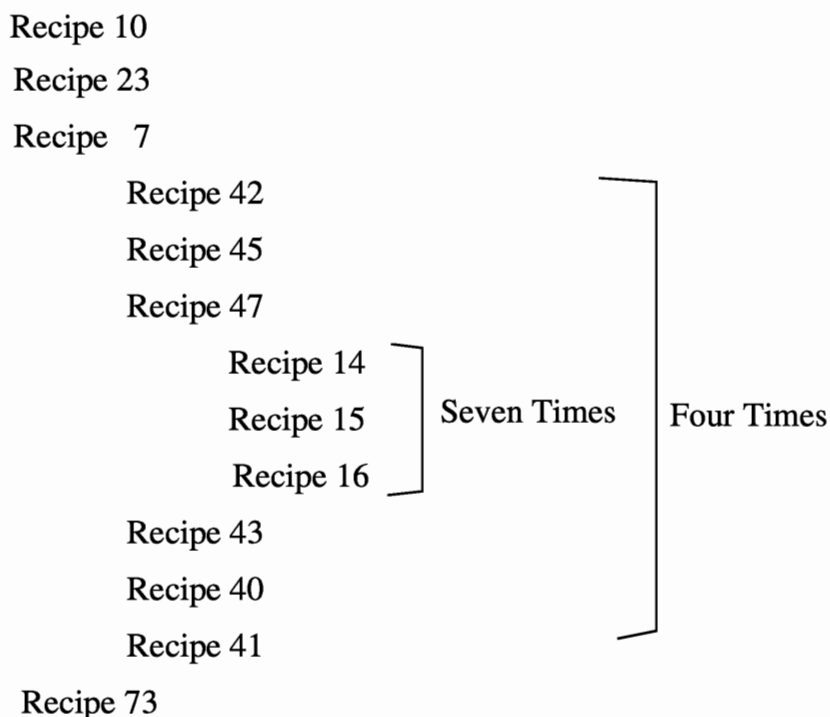 Recipe 10
Recipe 23
Recipe 7
Recipe 42
Recipe 45
Recipe 47
Recipe 14
Recipe 15
Seven Times
Four Times
Recipe 16
Recipe 43
Recipe 40
Recipe 41
Recipe 73